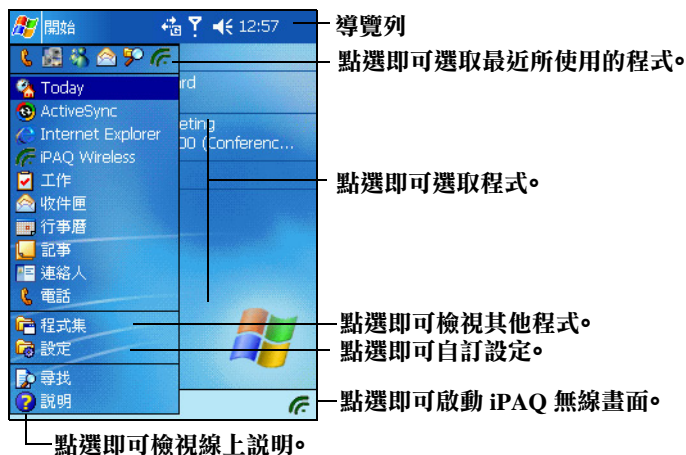 開始 12:57
導覽列
點選即可選取最近所使用的程式。
Today
rd
ActiveSync
eting
Internet Explorer
00 (Conferenc...
iPAQ Wireless
工作
點選即可選取程式。
收件匣
行事曆
記事
連絡人
電話
程式集
點選即可檢視其他程式。
設定
點選即可自訂設定。
尋找
說明
點選即可啟動 iPAQ 無線畫面。
點選即可檢視線上說明。